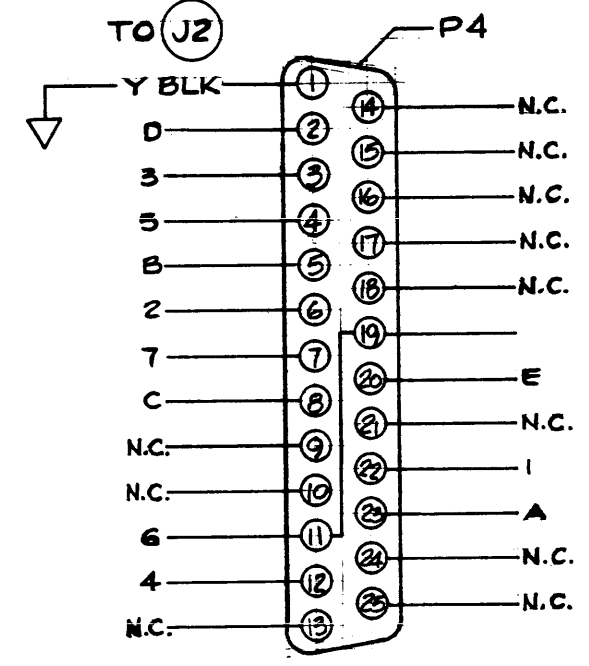 TO J2
P4
Y BLK 1
14 N.C.
D 2
15 N.C.
3 3
16 N.C.
5 4
17 N.C.
B 5
18 N.C.
2 6
19
7 7
20 E
C 8
21 N.C.
N.C. 9
22 1
N.C. 10
23 A
6 11
24 N.C.
4 12
25 N.C.
N.C. 13